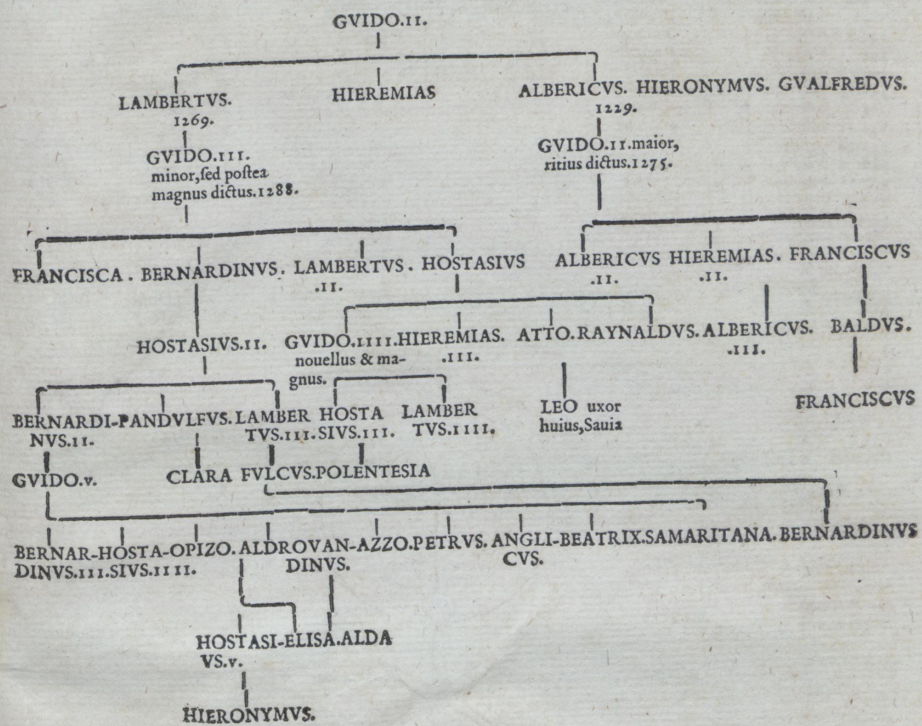 GVIDO.II.
LAMBERTVS. HIEREMIAS ALBERICVS. HIERONYMVS. GVALFREDVS.
1269. 1229.
GVIDO.III. GVIDO.II.maior,
minor,ſed poſtea ritius dictus.1275.
magnus dictus.1288.
FRANCISCA. BERNARDINVS. LAMBERTVS. HOSTASIVS ALBERICVS HIEREMIAS. FRANCISCVS
.II. .II. .II.
HOSTASIVS.II. GVIDO.IIII.HIEREMIAS. ATTO.RAYNALDVS.ALBERICVS. BALDVS.
nouellus & ma- .III. .III.
gnus.
BERNARDI-PANDVLFVS.LAMBER HOSTA LAMBER LEO uxor FRANCISCVS
NVS.II. TVS.III.SIVS.III. TVS.IIII. huius,Sauia
GVIDO.v. CLARA FVLCVS.POLENTESIA
BERNAR-HOSTA-OPIZO.ALDROVAN-AZZO.PETRVS.ANGLI-BEATRIX.SAMARITANA.BERNARDINVS
DINVS.III.SIVS.IIII. DINVS. CVS.
HOSTASI-ELISA.ALDA
VS.v.
HIERONYMVS.